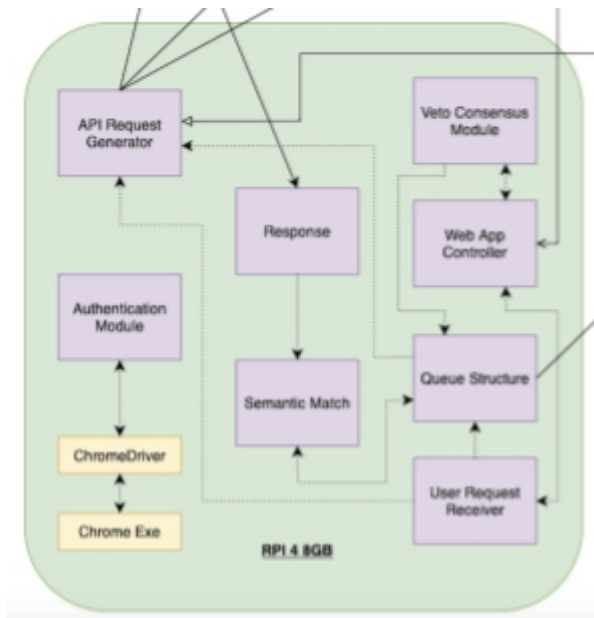 API Request
Generator
Veto Consensus
Module
Response
Web App
Controller
Authentication
Module
Queue Structure
Semantic Match
ChromeDriver
User Request
Receiver
Chrome Exe
RPI 4 8GB